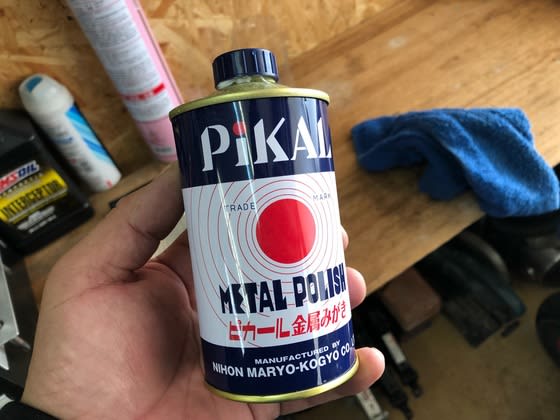 PiKAL
TRADE MARK
METAL POLISH
ピカール金属みがき
MANUFACTURED BY
NIHON MARYO-KOGYO CO.
AMSOIL
INTERCEPTOR